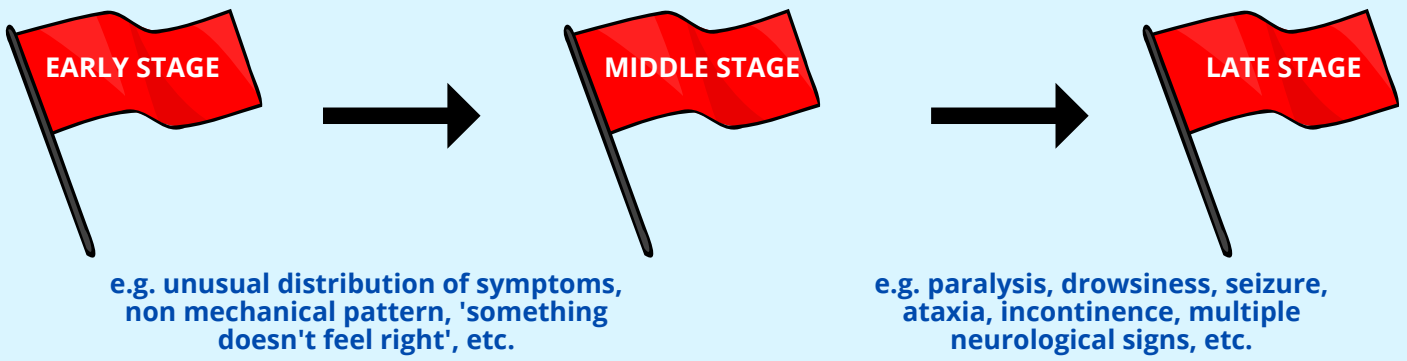 EARLY STAGE
MIDDLE STAGE
LATE STAGE
e.g. unusual distribution of symptoms,
non mechanical pattern, 'something
doesn't feel right', etc.
e.g. paralysis, drowsiness, seizure,
ataxia, incontinence, multiple
neurological signs, etc.